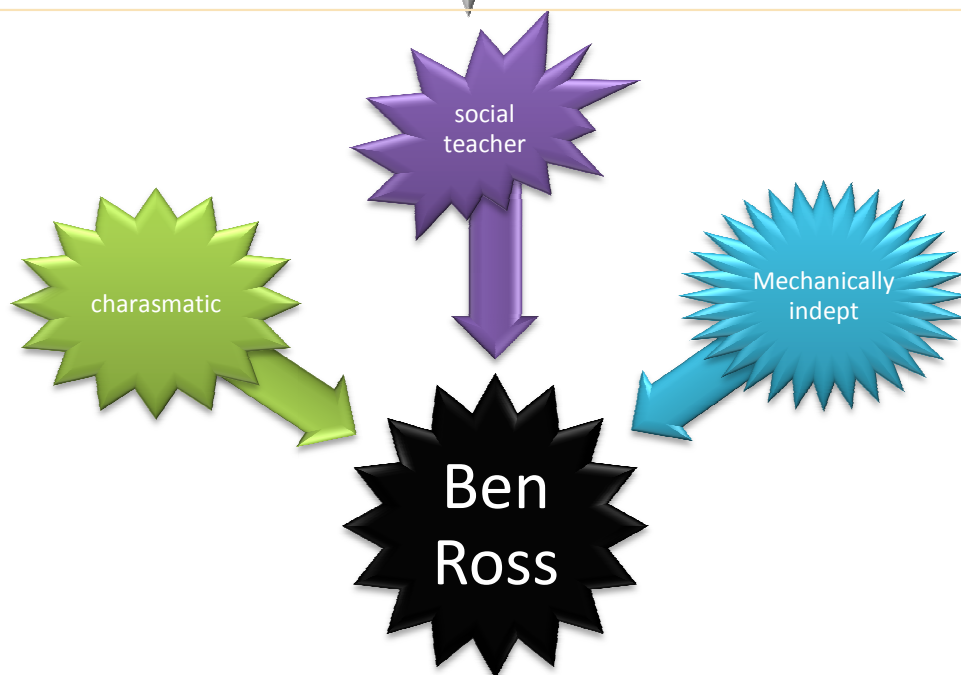 social
teacher
charasmatic
Mechanically
indept
Ben
Ross